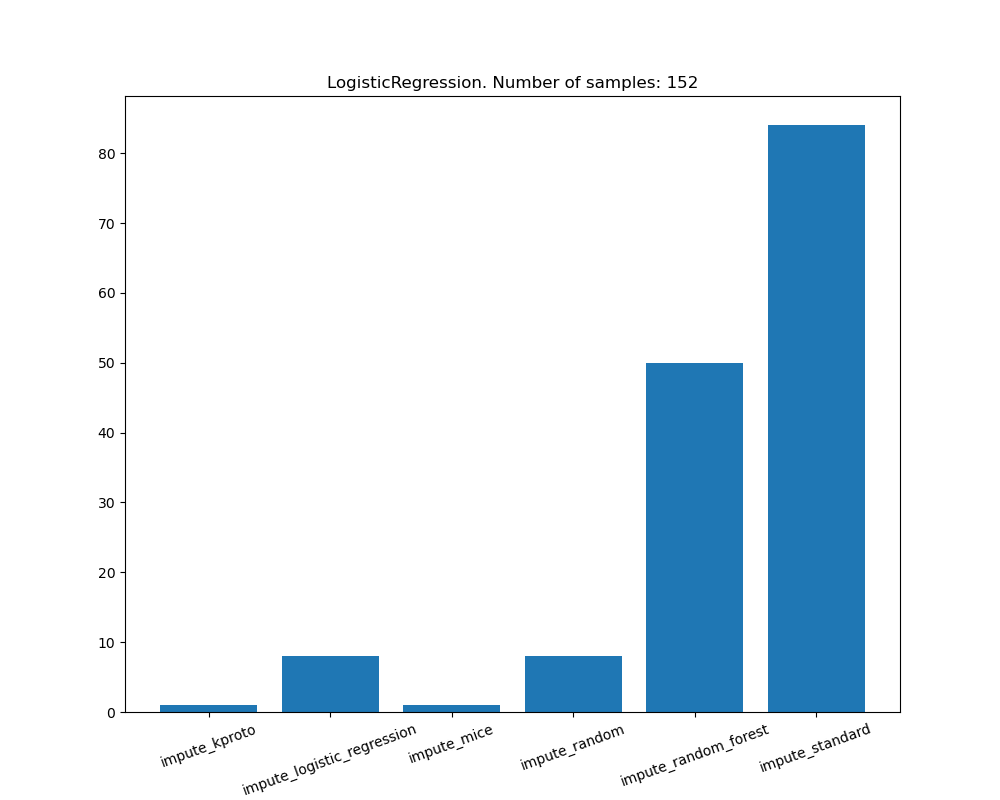 LogisticRegression. Number of samples: 152
80
70
60
50
40
30
20
10
0
impute_kproto
impute_logistic_regression
impute_mice
impute_random
impute_random_forest
impute_standard